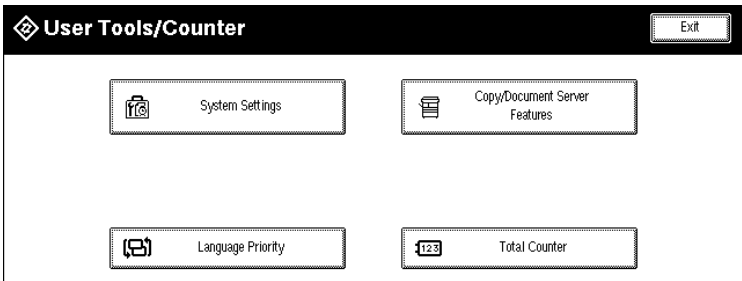 User Tools/Counter
Exit
System Settings
Copy/Document Server
Features
Language Priority
123
Total Counter